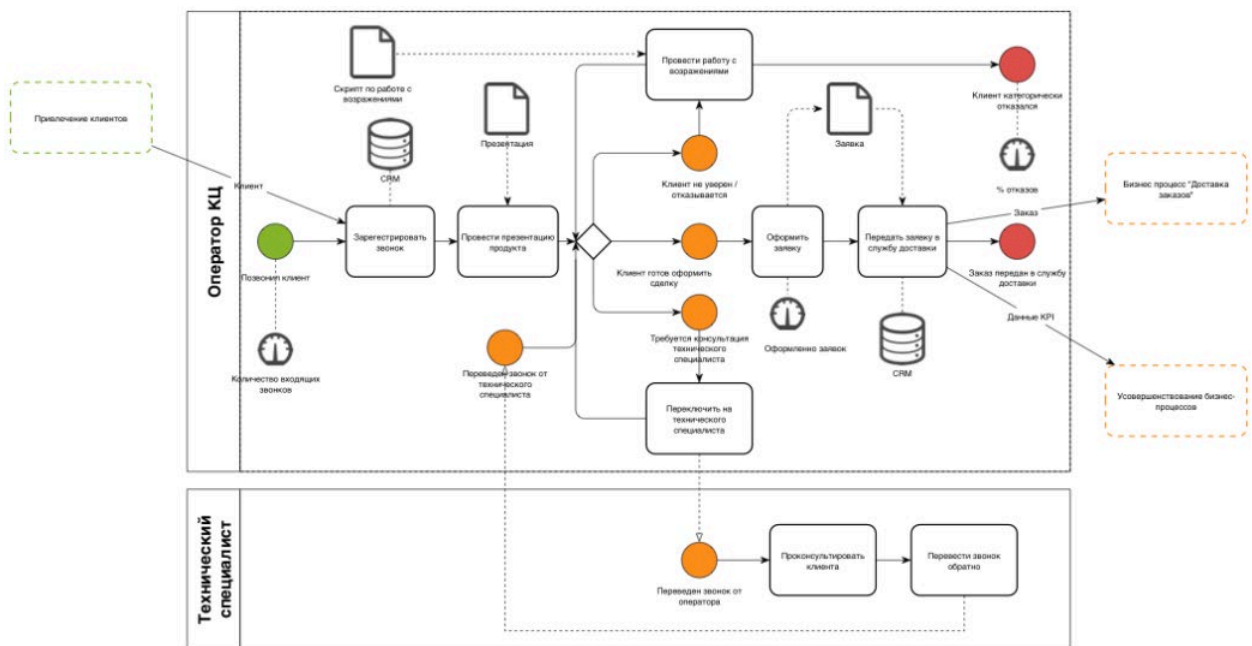 Оператор КЦ
Скрипт по работе с
возражениями
Провести работу с
возражениями
Клиент категорически
отказался
Привлечение клиентов
CRM
Презентация
Заявка
Клиент не уверен /
отказывается
% отказов
Бизнес процесс "Доставка
заказов"
Клиент
Заказ
Позвонил клиент
Зарегестрировать
звонок
Провести презентацию
продукта
Клиент готов оформить
сделку
Оформить
заявку
Передать заявку в
службу доставки
Заказ передан в службу
доставки
Данные KPI
Количество входящих
звонков
Переведен звонок от
технического
специалиста
Требуется консультация
технического
специалиста
Оформленно заявок
CRM
Переключить на
технического
специалиста
Усовершенствование бизнес-
процессов
Технический
специалист
Переведен звонок от
оператора
Проконсультировать
клиента
Перевести звонок
обратно